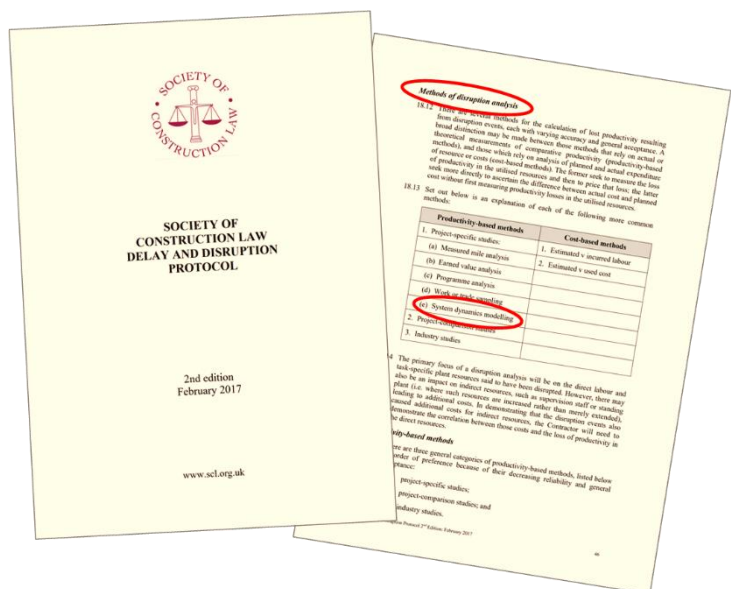 SOCIETY OF
CONSTRUCTION LAW
SOCIETY OF
CONSTRUCTION LAW
DELAY AND DISRUPTION
PROTOCOL
2nd edition
February 2017
www.scl.org.uk
Methods of disruption analysis
18.12 There are several methods for the calculation of lost productivity resulting
from disruption events, each with varying accuracy and general acceptance. A
broad distinction may be made between those methods that rely on actual or
theoretical measurements of comparative productivity (productivity-based
methods), and those which rely on analysis of planned and actual expenditure
of resource or costs (cost-based methods). The former seek to measure the loss
of productivity in the utilised resources and then to price that loss; the latter
seek more directly to ascertain the difference between actual cost and planned
cost without first measuring productivity losses in the utilised resources.
18.13 Set out below is an explanation of each of the following more common
methods:
Productivity-based methods
Cost-based methods
1. Project-specific studies:
1. Estimated v incurred labour
(a) Measured mile analysis
2. Estimated v used cost
(b) Earned value analysis
(c) Programme analysis
(d) Work or trade sampling
(e) System dynamics modelling
2. Project-comparison studies
3. Industry studies
4 The primary focus of a disruption analysis will be on the direct labour and
task-specific plant resources said to have been disrupted. However, there may
also be an impact on indirect resources, such as supervision staff or standing
plant (i.e. where such resources are increased rather than merely extended),
leading to additional costs. In demonstrating that the disruption events also
caused additional costs for indirect resources, the Contractor will need to
demonstrate the correlation between those costs and the loss of productivity in
the direct resources.
ivity-based methods
ere are three general categories of productivity-based methods, listed below
order of preference because of their decreasing reliability and general
ptance:
project-specific studies;
project-comparison studies; and
industry studies.
ruption Protocol 2nd Edition: February 2017